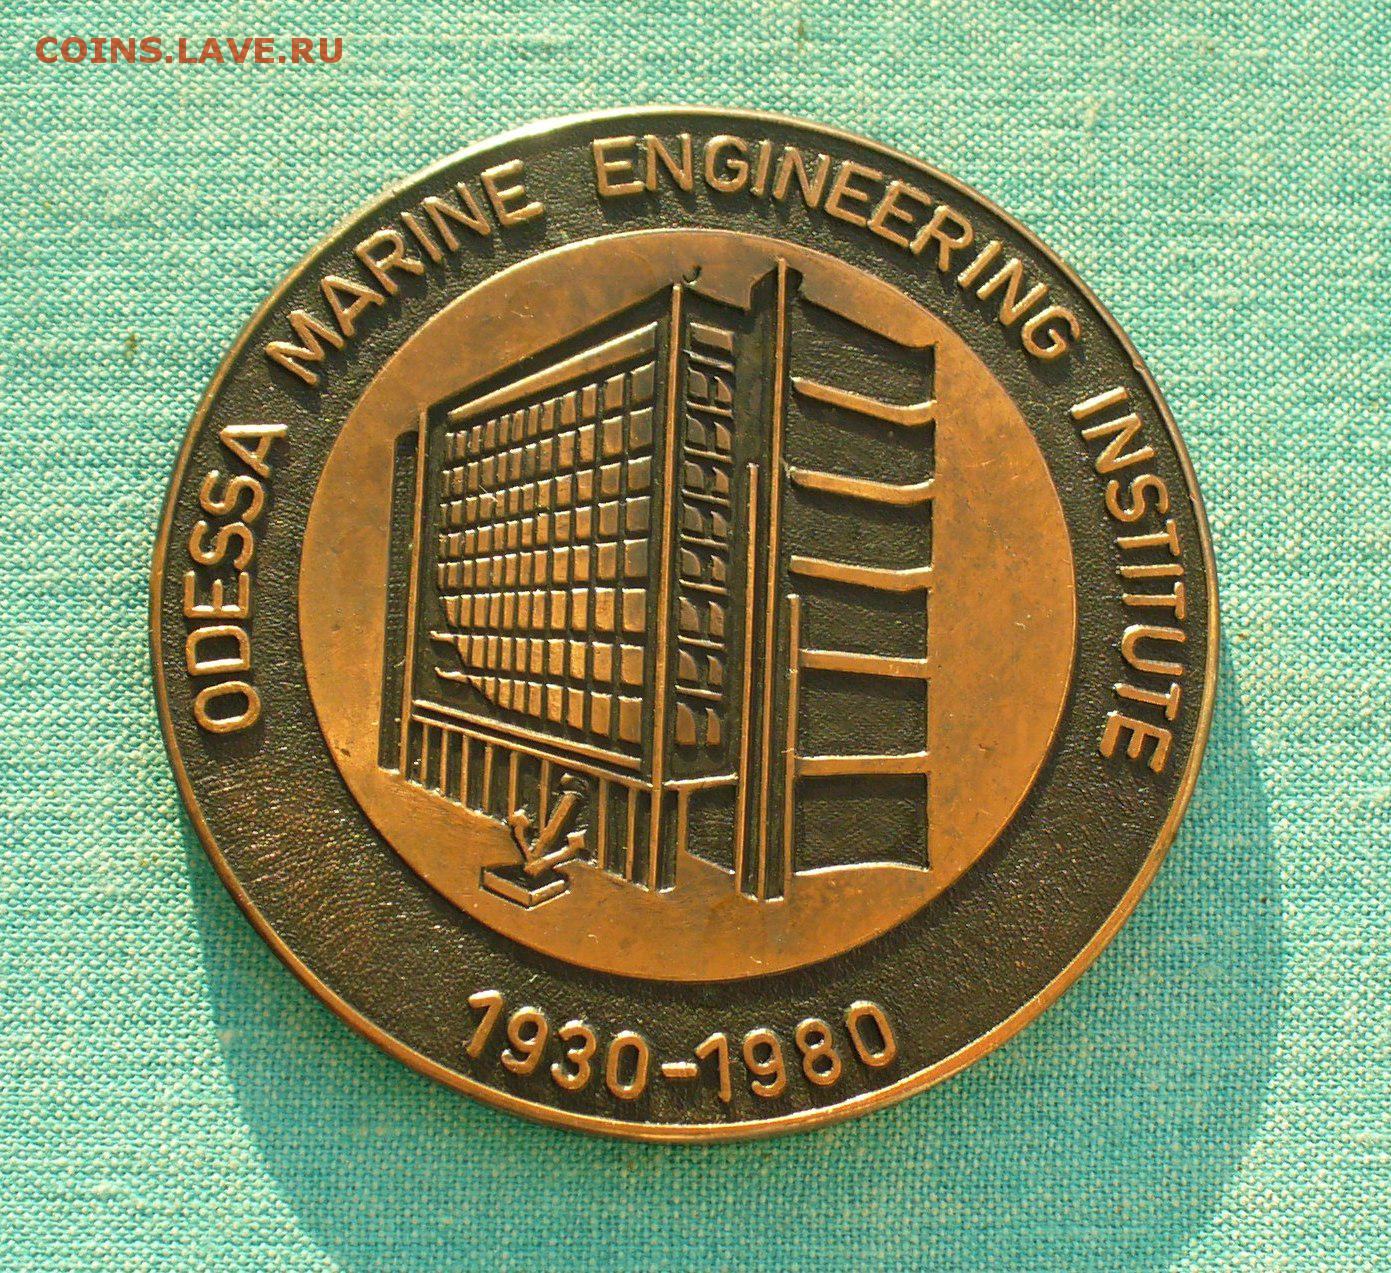 COINS.LAVE.RU
ODESSA MARINE ENGINEERING INSTITUTE
1930-1980